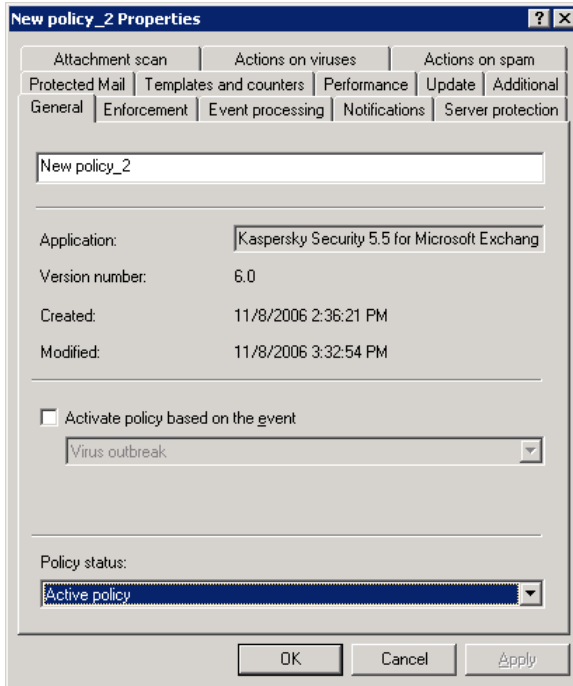 New policy_2 Properties
Attachment scan Actions on viruses Actions on spam
Protected Mail Templates and counters Performance Update Additional
General Enforcement Event processing Notifications Server protection
New policy_2
Application: Kaspersky Security 5.5 for Microsoft Exchang
Version number: 6.0
Created: 11/8/2006 2:36:21 PM
Modified: 11/8/2006 3:32:54 PM
Activate policy based on the event
Virus outbreak
Policy status:
Active policy
OK Cancel Apply